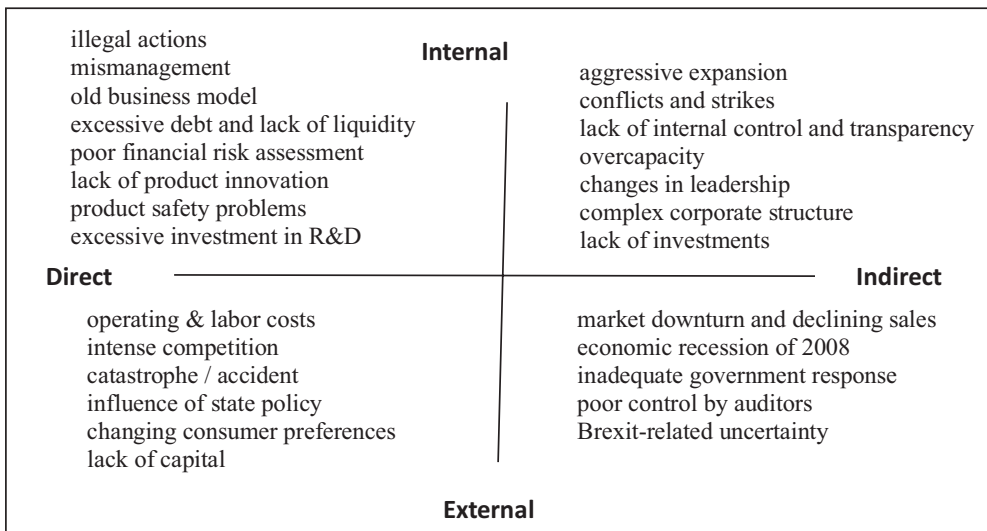 Internal
illegal actions
mismanagement
old business model
excessive debt and lack of liquidity
poor financial risk assessment
lack of product innovation
product safety problems
excessive investment in R&D
aggressive expansion
conflicts and strikes
lack of internal control and transparency
overcapacity
changes in leadership
complex corporate structure
lack of investments
Direct
Indirect
operating & labor costs
intense competition
catastrophe / accident
influence of state policy
changing consumer preferences
lack of capital
market downturn and declining sales
economic recession of 2008
inadequate government response
poor control by auditors
Brexit-related uncertainty
External